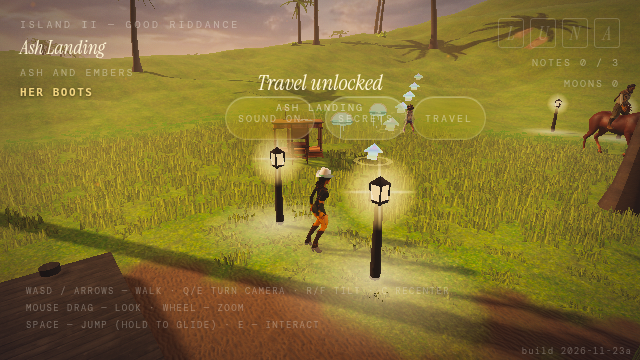 ISLAND II — GOOD RIDDANCE
Ash Landing
ASH AND EMBERS
HER BOOTS
LUNA
NOTES 0 / 3
MOONS 0
Travel unlocked
ASH LANDING
SOUND ON
SECRETS
TRAVEL
WASD / ARROWS — WALK · Q/E TURN CAMERA · R/F TILT RECENTER
MOUSE DRAG — LOOK · WHEEL — ZOOM
SPACE — JUMP (HOLD TO GLIDE) · E — INTERACT
build 2026-11-23a